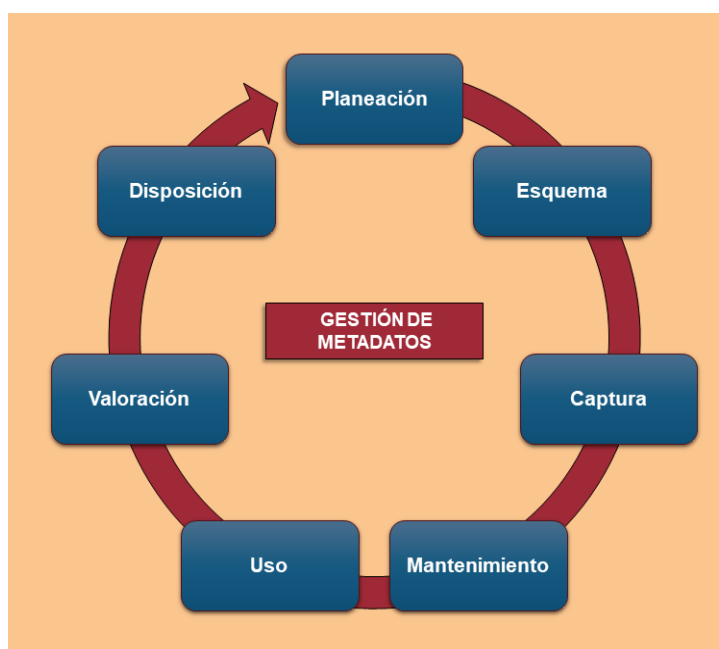 Planeación
Esquema
Captura
Mantenimiento
Uso
Valoración
Disposición
GESTIÓN DE
METADATOS